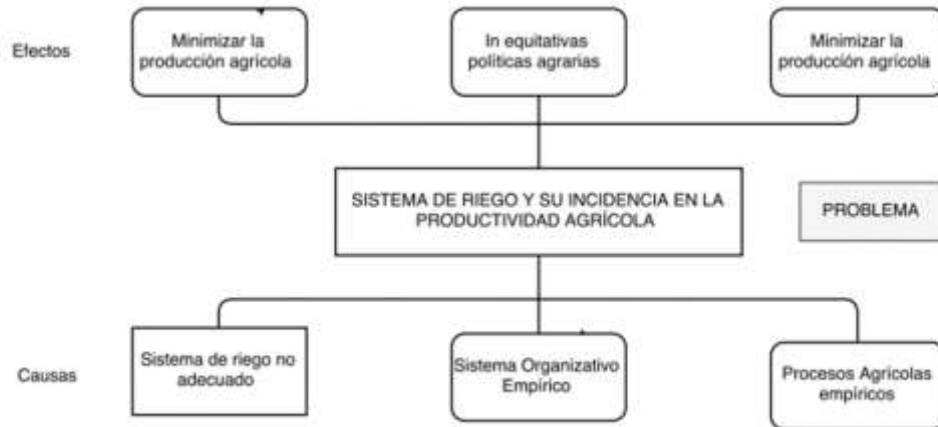 Efectos
Minimizar la
producción agrícola
In equitativas
políticas agrarias
Minimizar la
producción agrícola
SISTEMA DE RIEGO Y SU INCIDENCIA EN LA
PRODUCTIVIDAD AGRÍCOLA
PROBLEMA
Causas
Sistema de riego no
adecuado
Sistema Organizativo
Empírico
Procesos Agrícolas
empíricos